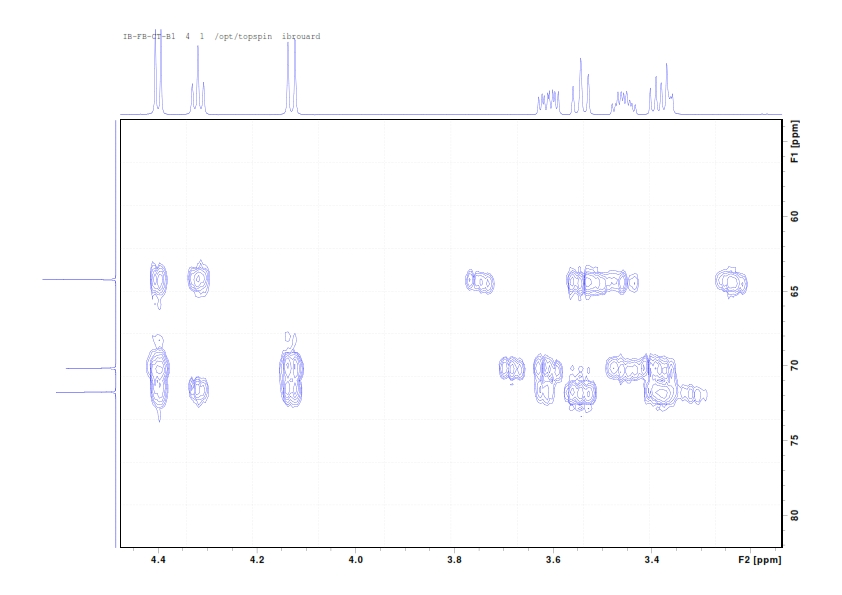 IB-FB-CT-B1 4 1 /opt/topspin ibrouard
F1 [ppm]
60
65
70
75
80
4.4 4.2 4.0 3.8 3.6 3.4 F2 [ppm]